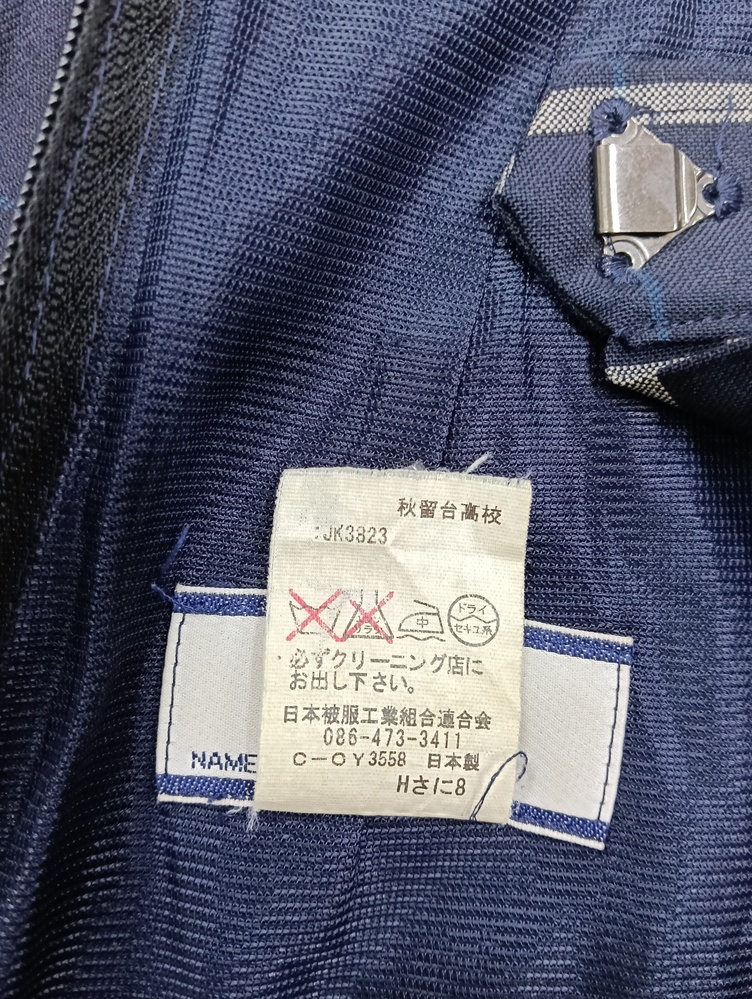 秋留台高校
JK3823
中
ドライ
セキユ系
必ずクリーニング店に
お出し下さい。
日本被服工業組合連合会
086-473-3411
C-OY3558 日本製
Hさに8
NAME